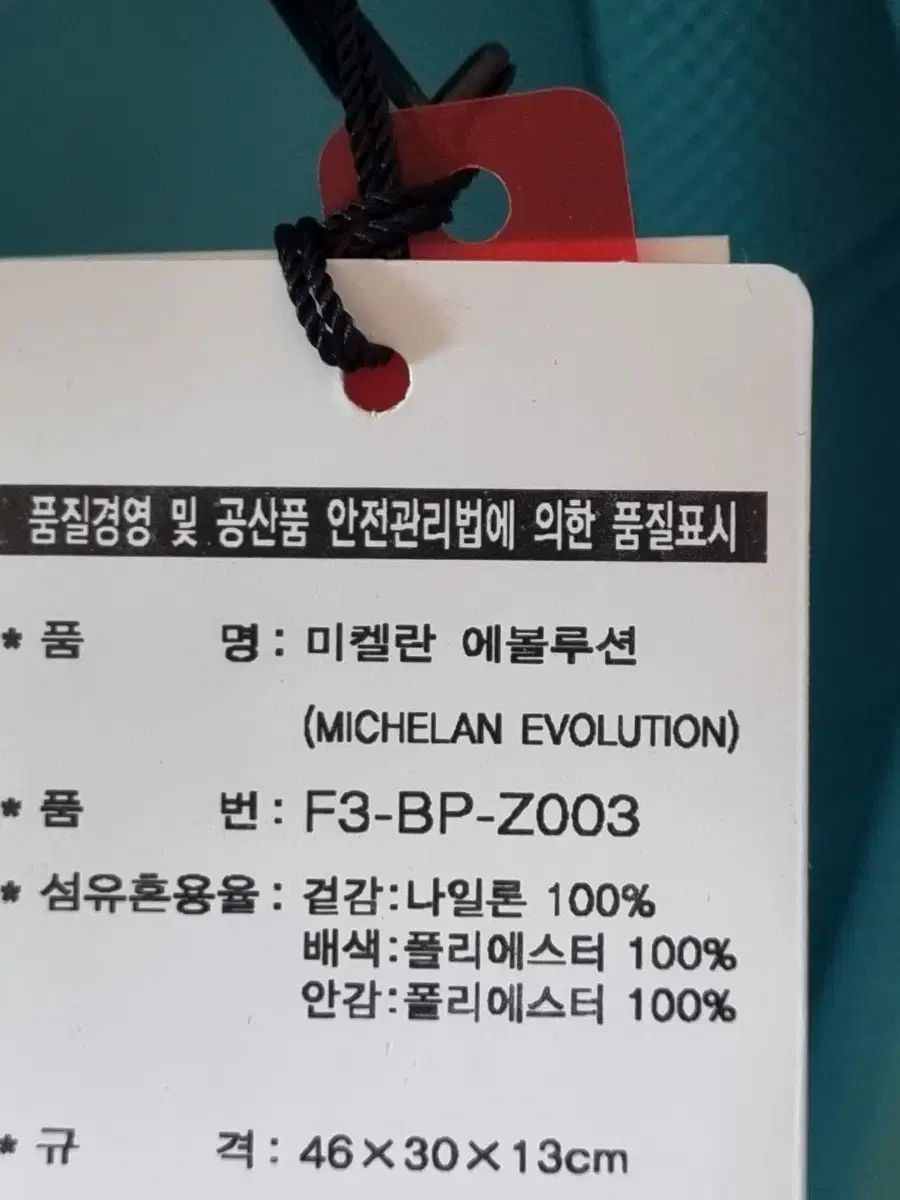 품질경영 및 공산품 안전관리법에 의한 품질표시
* 품 명 : 미켈란 에볼루션
(MICHELAN EVOLUTION)
* 품 번 : F3-BP-Z003
* 섬유혼용율 : 겉감:나일론 100%
배색:폴리에스터 100%
안감:폴리에스터 100%
* 규 격 : 46×30×13cm